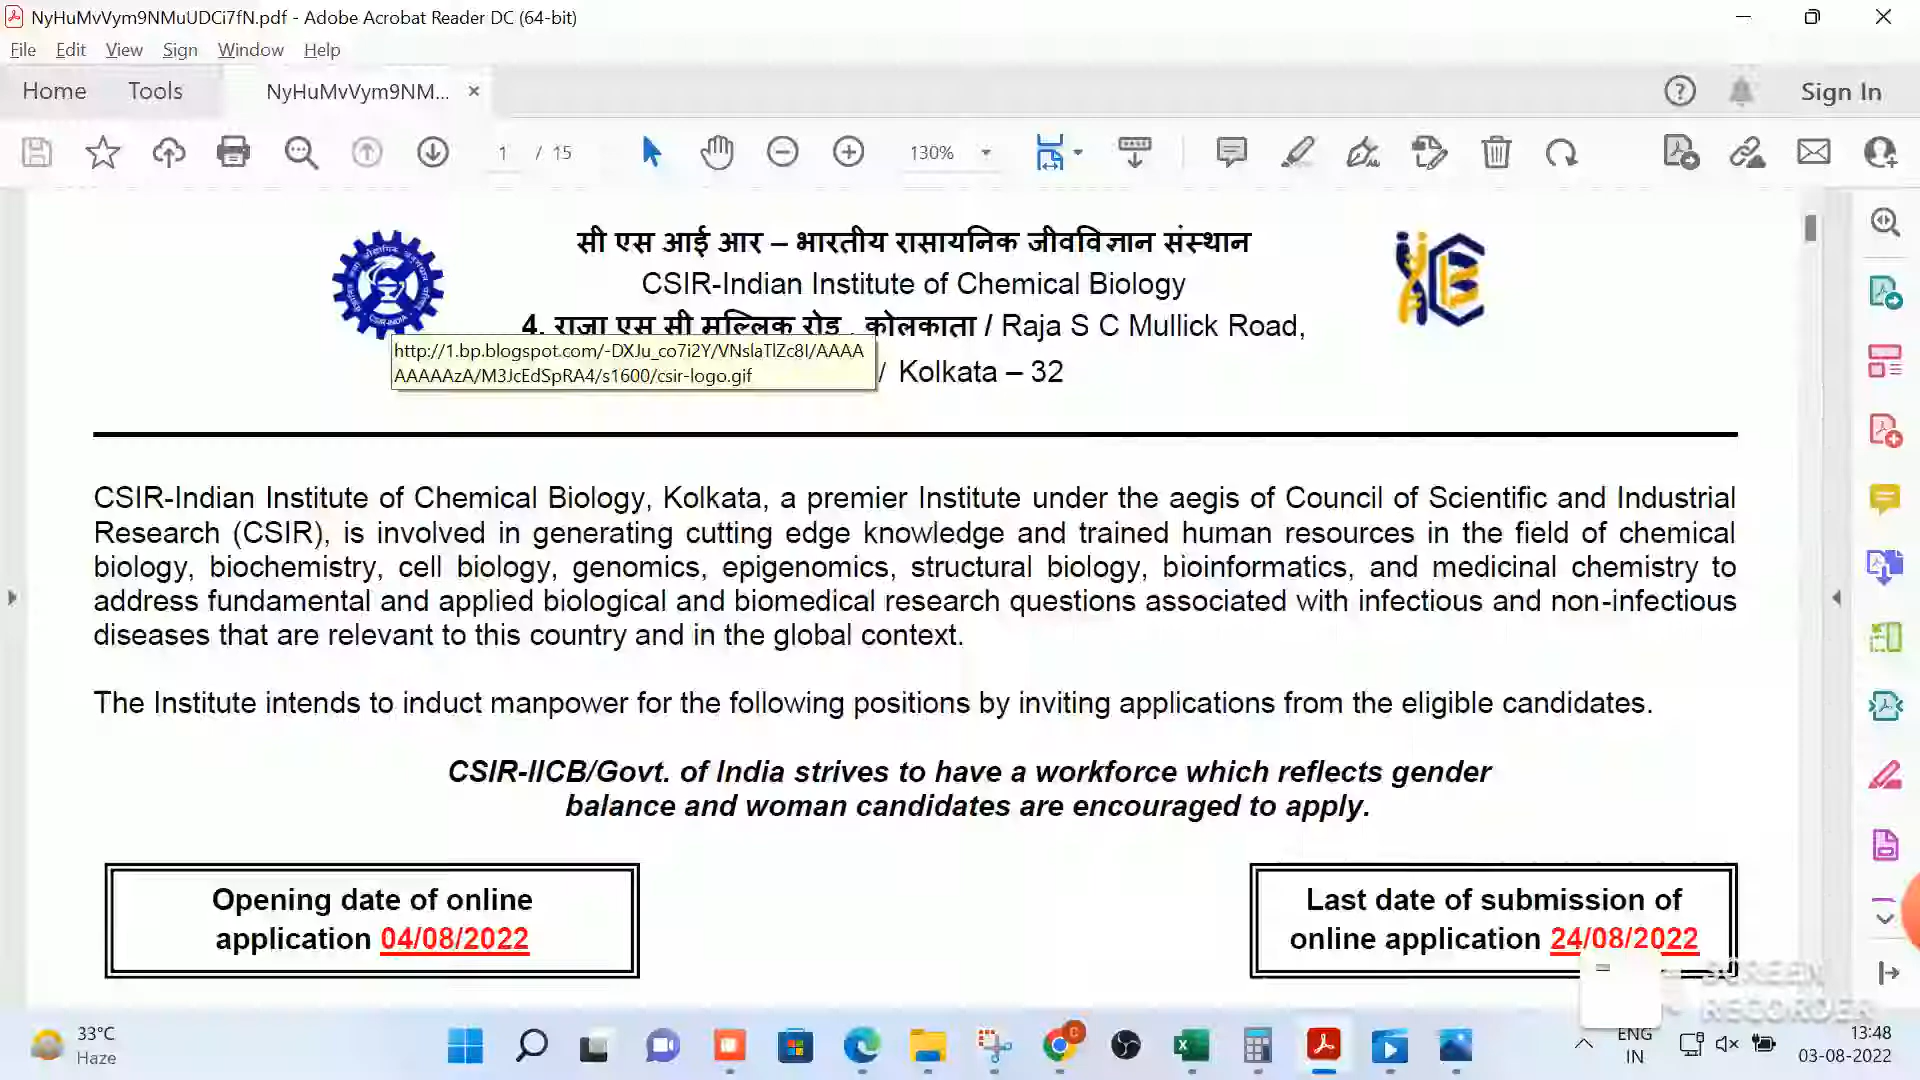 NyHuMvVym9NMuUDCi7fN.pdf - Adobe Acrobat Reader DC (64-bit)
File Edit View Sign Window Help
Home Tools NyHuMvVym9NM... × Sign In
1 / 15 130%
सी एस आई आर – भारतीय रासायनिक जीवविज्ञान संस्थान
CSIR-Indian Institute of Chemical Biology
4, राजा एस सी मल्लिक रोड , कोलकाता / Raja S C Mullick Road,
/ Kolkata – 32
http://1.bp.blogspot.com/-DXJu_co7i2Y/VNslaTlZc8I/AAAA
AAAAAzA/M3JcEdSpRA4/s1600/csir-logo.gif
CSIR-INDIA
CSIR-Indian Institute of Chemical Biology, Kolkata, a premier Institute under the aegis of Council of Scientific and Industrial
Research (CSIR), is involved in generating cutting edge knowledge and trained human resources in the field of chemical
biology, biochemistry, cell biology, genomics, epigenomics, structural biology, bioinformatics, and medicinal chemistry to
address fundamental and applied biological and biomedical research questions associated with infectious and non-infectious
diseases that are relevant to this country and in the global context.
The Institute intends to induct manpower for the following positions by inviting applications from the eligible candidates.
CSIR-IICB/Govt. of India strives to have a workforce which reflects gender
balance and woman candidates are encouraged to apply.
Opening date of online
application 04/08/2022
Last date of submission of
online application 24/08/2022
SCREEN
RECORDER
33°C
Haze
ENG
IN
13:48
03-08-2022